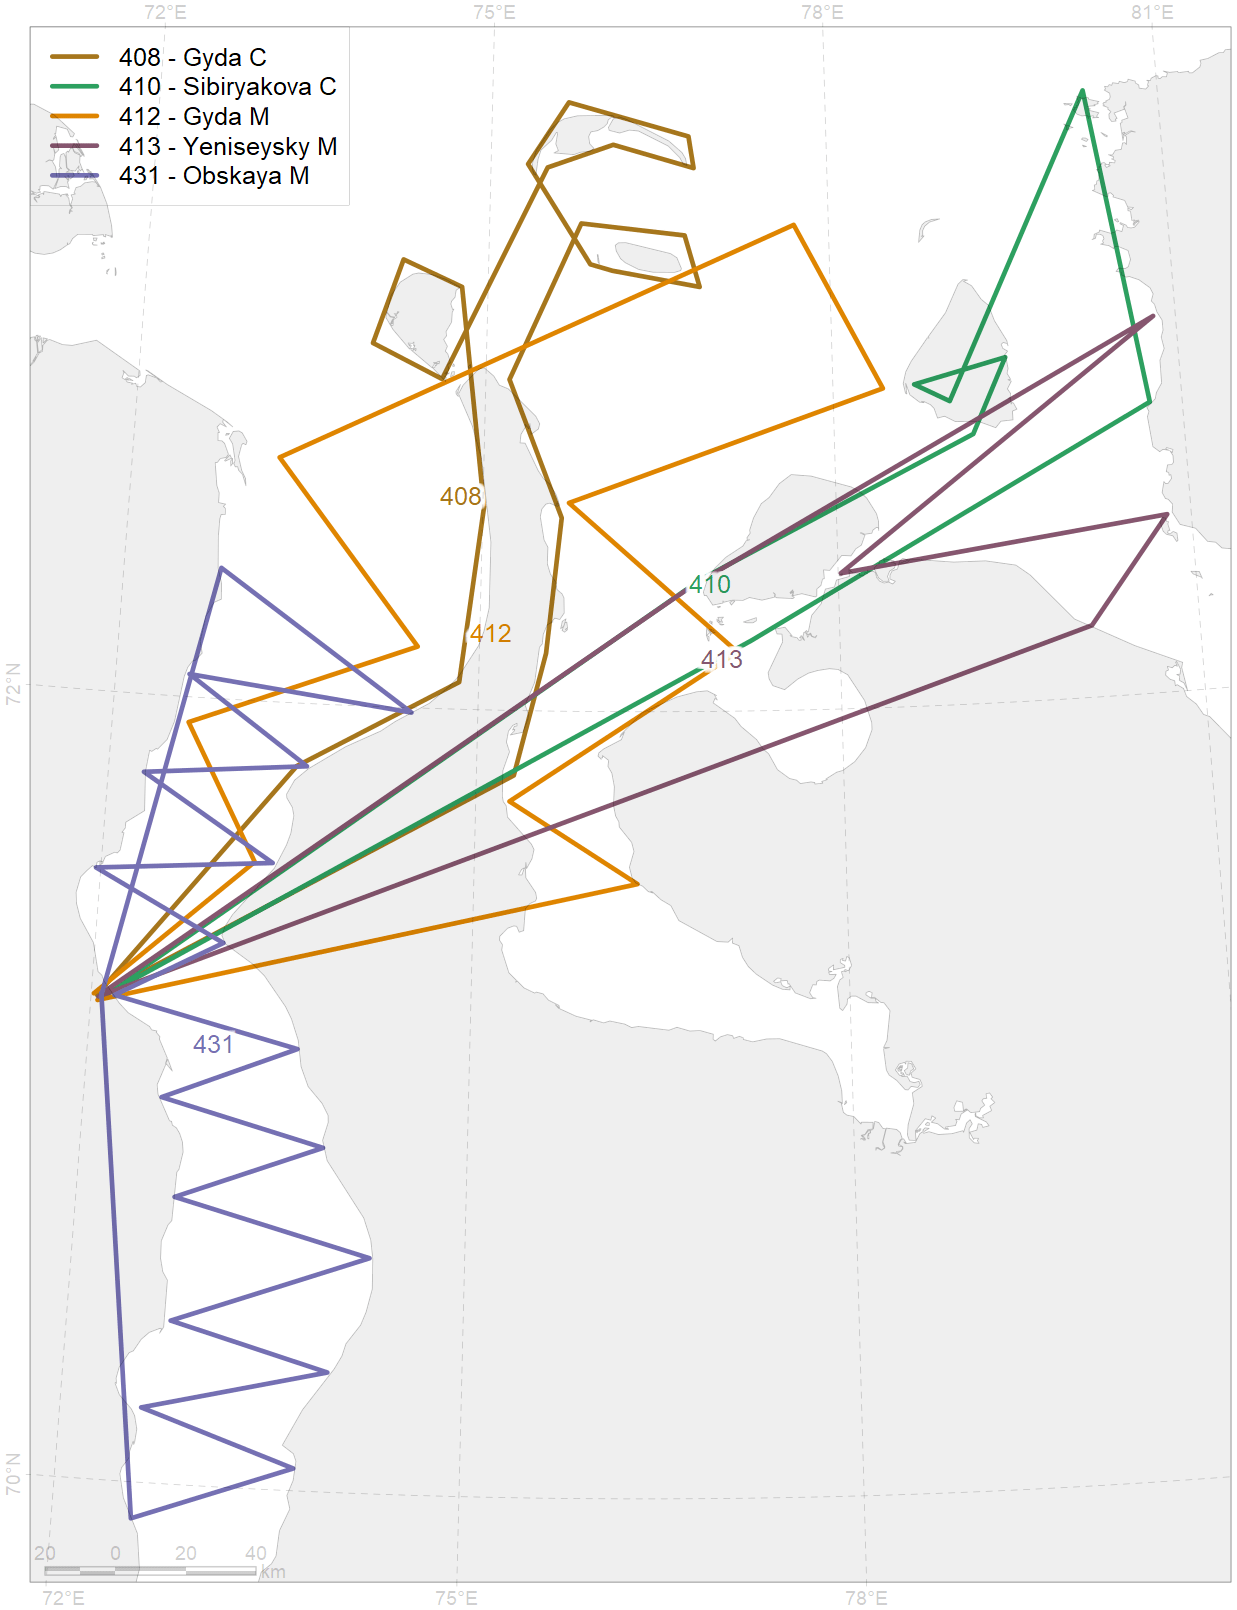 72°E 75°E 78°E 81°E
408 - Gyda C
410 - Sibiryakova C
412 - Gyda M
413 - Yeniseysky M
431 - Obskaya M
408
410
412
413
72°N
431
70°N
20 0 20 40
km
72°E 75°E 78°E